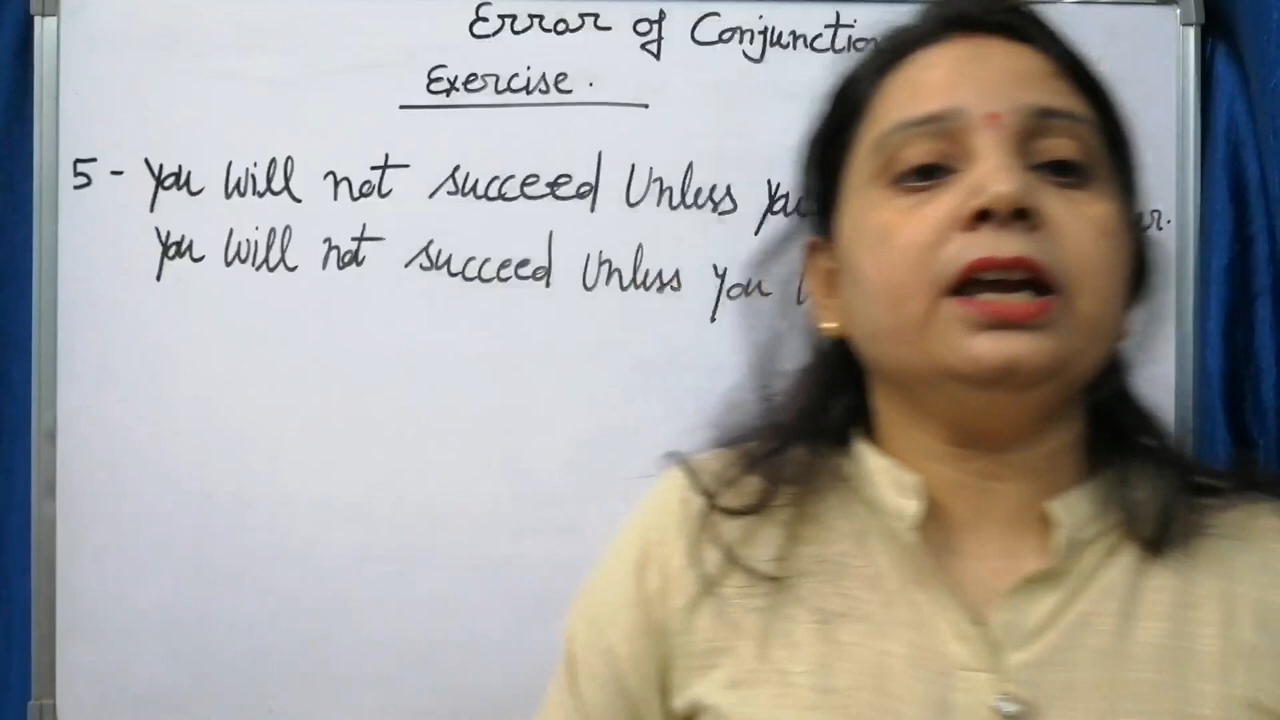 Error of Conjunction
Exercise.
5 - You will not succeed Unless you
You will not succeed Unless you